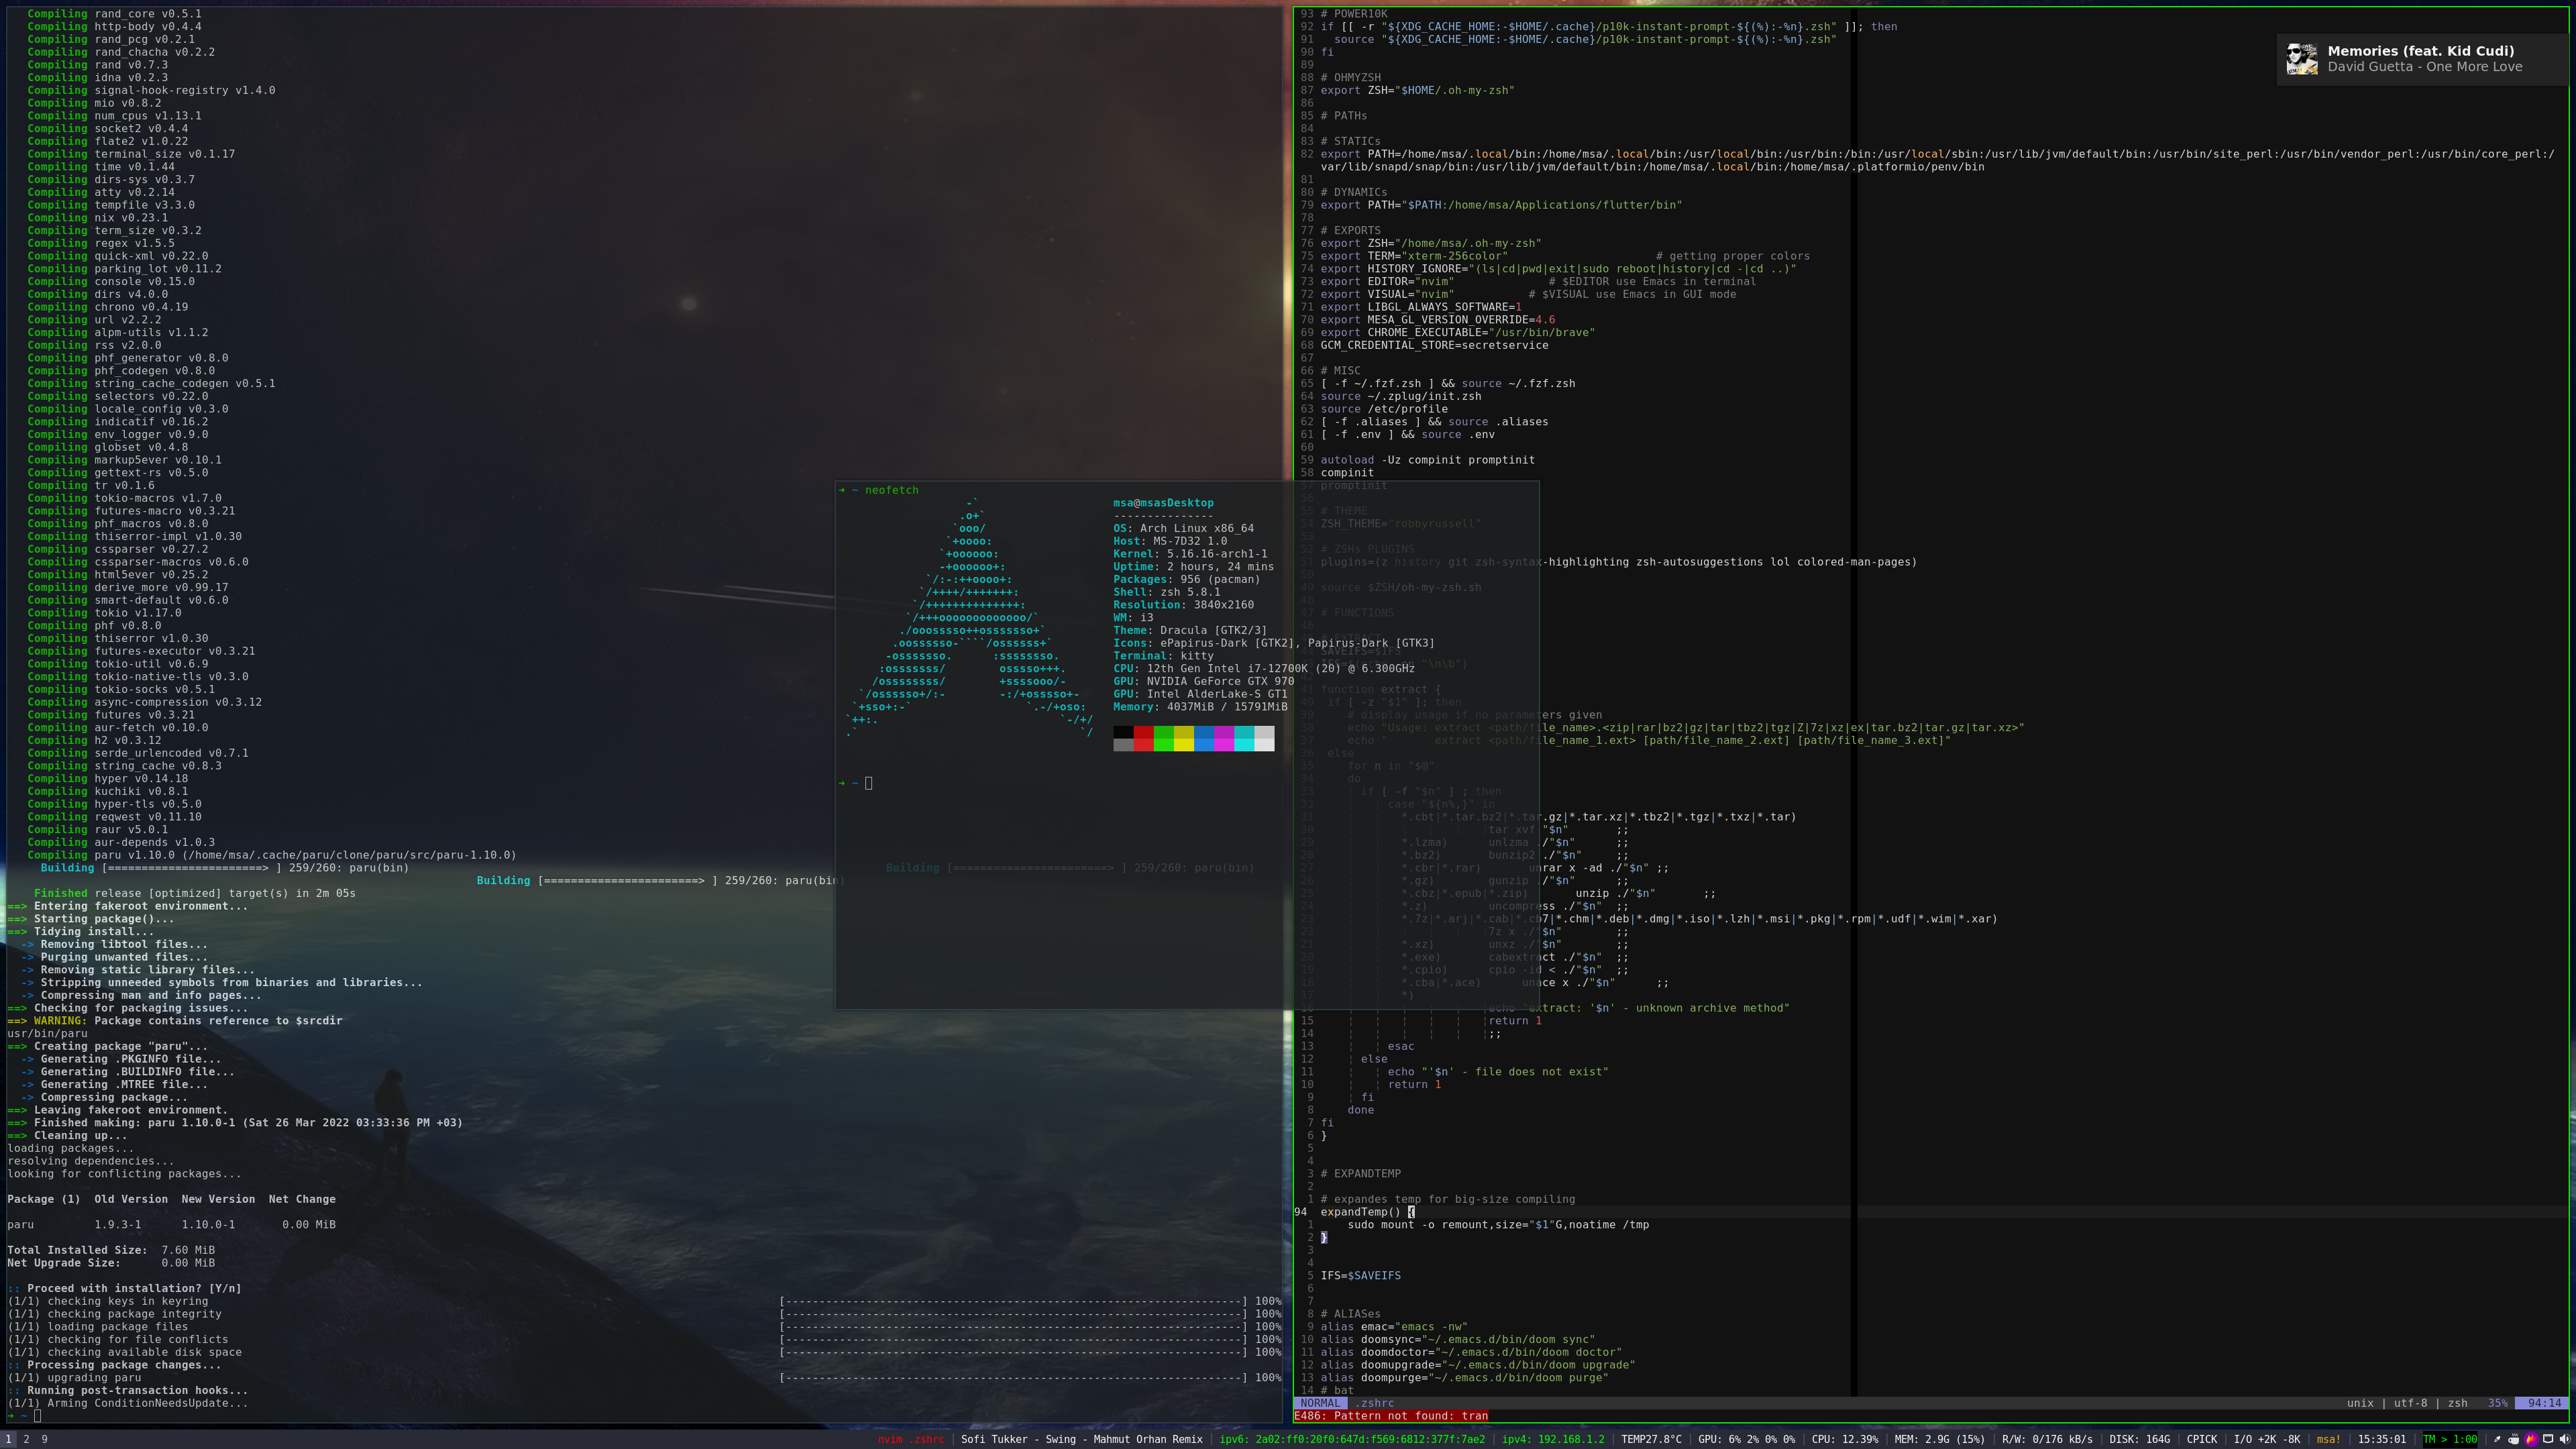 Compiling rand_core v0.5.1
Compiling http-body v0.4.4
Compiling rand_pcg v0.2.1
Compiling rand_chacha v0.2.2
Compiling rand v0.7.3
Compiling idna v0.2.3
Compiling signal-hook-registry v1.4.0
Compiling mio v0.8.2
Compiling num_cpus v1.13.1
Compiling socket2 v0.4.4
Compiling flate2 v1.0.22
Compiling terminal_size v0.1.17
Compiling time v0.1.44
Compiling dirs-sys v0.3.7
Compiling atty v0.2.14
Compiling tempfile v3.3.0
Compiling nix v0.23.1
Compiling term_size v0.3.2
Compiling regex v1.5.5
Compiling quick-xml v0.22.0
Compiling parking_lot v0.11.2
Compiling console v0.15.0
Compiling dirs v4.0.0
Compiling chrono v0.4.19
Compiling url v2.2.2
Compiling alpm-utils v1.1.2
Compiling rss v2.0.0
Compiling phf_generator v0.8.0
Compiling phf_codegen v0.8.0
Compiling string_cache_codegen v0.5.1
Compiling selectors v0.22.0
Compiling locale_config v0.3.0
Compiling indicatif v0.16.2
Compiling env_logger v0.9.0
Compiling globset v0.4.8
Compiling markup5ever v0.10.1
Compiling gettext-rs v0.5.0
Compiling tr v0.1.6
Compiling tokio-macros v1.7.0
Compiling futures-macro v0.3.21
Compiling phf_macros v0.8.0
Compiling thiserror-impl v1.0.30
Compiling cssparser v0.27.2
Compiling cssparser-macros v0.6.0
Compiling html5ever v0.25.2
Compiling derive_more v0.99.17
Compiling smart-default v0.6.0
Compiling tokio v1.17.0
Compiling phf v0.8.0
Compiling thiserror v1.0.30
Compiling futures-executor v0.3.21
Compiling tokio-util v0.6.9
Compiling tokio-native-tls v0.3.0
Compiling tokio-socks v0.5.1
Compiling async-compression v0.3.12
Compiling futures v0.3.21
Compiling aur-fetch v0.10.0
Compiling h2 v0.3.12
Compiling serde_urlencoded v0.7.1
Compiling string_cache v0.8.3
Compiling hyper v0.14.18
Compiling kuchiki v0.8.1
Compiling hyper-tls v0.5.0
Compiling reqwest v0.11.10
Compiling raur v5.0.1
Compiling aur-depends v1.0.3
Compiling paru v1.10.0 (/home/msa/.cache/paru/clone/paru/src/paru-1.10.0)
Building [=======================> ] 259/260: paru(bin)
Building [=======================> ] 259/260: paru(bin)
Finished release [optimized] target(s) in 2m 05s
==> Entering fakeroot environment...
==> Starting package()...
==> Tidying install...
-> Removing libtool files...
-> Purging unwanted files...
-> Removing static library files...
-> Stripping unneeded symbols from binaries and libraries...
-> Compressing man and info pages...
==> Checking for packaging issues...
==> WARNING: Package contains reference to $srcdir
usr/bin/paru
==> Creating package "paru"...
-> Generating .PKGINFO file...
-> Generating .BUILDINFO file...
-> Generating .MTREE file...
-> Compressing package...
==> Leaving fakeroot environment.
==> Finished making: paru 1.10.0-1 (Sat 26 Mar 2022 03:33:36 PM +03)
==> Cleaning up...
loading packages...
resolving dependencies...
looking for conflicting packages...
Package (1)  Old Version  New Version  Net Change
paru  1.9.3-1  1.10.0-1  0.00 MiB
Total Installed Size:  7.60 MiB
Net Upgrade Size:  0.00 MiB
:: Proceed with installation? [Y/n]
(1/1) checking keys in keyring [--------------------] 100%
(1/1) checking package integrity [--------------------] 100%
(1/1) loading package files [--------------------] 100%
(1/1) checking for file conflicts [--------------------] 100%
(1/1) checking available disk space [--------------------] 100%
:: Processing package changes...
(1/1) upgrading paru [--------------------] 100%
:: Running post-transaction hooks...
(1/1) Arming ConditionNeedsUpdate...
➜ ~
➜ ~ neofetch
msa@msasDesktop
---------------
OS: Arch Linux x86_64
Host: MS-7D32 1.0
Kernel: 5.16.16-arch1-1
Uptime: 2 hours, 24 mins
Packages: 956 (pacman)
Shell: zsh 5.8.1
Resolution: 3840x2160
WM: i3
Theme: Dracula [GTK2/3]
Icons: ePapirus-Dark [GTK2], Papirus-Dark [GTK3]
Terminal: kitty
CPU: 12th Gen Intel i7-12700K (20) @ 6.300GHz
GPU: NVIDIA GeForce GTX 970
GPU: Intel AlderLake-S GT1
Memory: 4037MiB / 15791MiB
➜ ~
Building [=======================> ] 259/260: paru(bin)
93 # POWER10K
92 if [[ -r "${XDG_CACHE_HOME:-$HOME/.cache}/p10k-instant-prompt-${(%):-%n}.zsh" ]]; then
91   source "${XDG_CACHE_HOME:-$HOME/.cache}/p10k-instant-prompt-${(%):-%n}.zsh"
90 fi
89
88 # OHMYZSH
87 export ZSH="$HOME/.oh-my-zsh"
86
85 # PATHs
84
83 # STATICs
82 export PATH=/home/msa/.local/bin:/home/msa/.local/bin:/usr/local/bin:/usr/bin:/bin:/usr/local/sbin:/usr/lib/jvm/default/bin:/usr/bin/site_perl:/usr/bin/vendor_perl:/usr/bin/core_perl:/
var/lib/snapd/snap/bin:/usr/lib/jvm/default/bin:/home/msa/.local/bin:/home/msa/.platformio/penv/bin
81
80 # DYNAMICs
79 export PATH="$PATH:/home/msa/Applications/flutter/bin"
78
77 # EXPORTS
76 export ZSH="/home/msa/.oh-my-zsh"
75 export TERM="xterm-256color" # getting proper colors
74 export HISTORY_IGNORE="(ls|cd|pwd|exit|sudo reboot|history|cd -|cd ..)"
73 export EDITOR="nvim" # $EDITOR use Emacs in terminal
72 export VISUAL="nvim" # $VISUAL use Emacs in GUI mode
71 export LIBGL_ALWAYS_SOFTWARE=1
70 export MESA_GL_VERSION_OVERRIDE=4.6
69 export CHROME_EXECUTABLE="/usr/bin/brave"
68 GCM_CREDENTIAL_STORE=secretservice
67
66 # MISC
65 [ -f ~/.fzf.zsh ] && source ~/.fzf.zsh
64 source ~/.zplug/init.zsh
63 source /etc/profile
62 [ -f .aliases ] && source .aliases
61 [ -f .env ] && source .env
60
59 autoload -Uz compinit promptinit
58 compinit
57 promptinit
56
55 # THEME
54 ZSH_THEME="robbyrussell"
53
52 # ZSHs PLUGINS
51 plugins=(z history git zsh-syntax-highlighting zsh-autosuggestions lol colored-man-pages)
49 source $ZSH/oh-my-zsh.sh
48
47 # FUNCTIONS
SAVEIFS=$IFS
41 function extract {
if [ -z "$1" ]; then
# display usage if no parameters given
echo "Usage: extract <path/file_name>.<zip|rar|bz2|gz|tar|tbz2|tgz|Z|7z|xz|ex|tar.bz2|tar.gz|tar.xz>"
37 echo "       extract <path/file_name_1.ext> [path/file_name_2.ext] [path/file_name_3.ext]"
36 else
35 for n in "$@"
34 do
33 if [ -f "$n" ] ; then
32 case "${n%,}" in
31 *.cbt|*.tar.bz2|*.tar.gz|*.tar.xz|*.tbz2|*.tgz|*.txz|*.tar)
30 tar xvf "$n" ;;
*.lzma) unlzma ./"$n" ;;
*.bz2) bunzip2 ./"$n" ;;
27 *.cbr|*.rar) unrar x -ad ./"$n" ;;
26 *.gz) gunzip ./"$n" ;;
25 *.cbz|*.epub|*.zip) unzip ./"$n" ;;
24 *.z) uncompress ./"$n" ;;
23 *.7z|*.arj|*.cab|*.cb7|*.chm|*.deb|*.dmg|*.iso|*.lzh|*.msi|*.pkg|*.rpm|*.udf|*.wim|*.xar)
22 7z x ./"$n" ;;
21 *.xz) unxz ./"$n" ;;
20 *.exe) cabextract ./"$n" ;;
19 *.cpio) cpio -id < ./"$n" ;;
18 *.cba|*.ace) unace x ./"$n" ;;
17 *)
16 echo "extract: '$n' - unknown archive method"
15 return 1
14 ;;
13 esac
12 else
11 echo "'$n' - file does not exist"
10 return 1
9 fi
8 done
7 fi
6 }
5
4
3 # EXPANDTEMP
2
1 # expandes temp for big-size compiling
94 expandTemp() {
1     sudo mount -o remount,size="$1"G,noatime /tmp
2 }
3
4
5 IFS=$SAVEIFS
6
7
8 # ALIASes
9 alias emac="emacs -nw"
10 alias doomsync="~/.emacs.d/bin/doom sync"
11 alias doomdoctor="~/.emacs.d/bin/doom doctor"
12 alias doomupgrade="~/.emacs.d/bin/doom upgrade"
13 alias doompurge="~/.emacs.d/bin/doom purge"
14 # bat
NORMAL .zshrc unix | utf-8 | zsh 35% 94:14
E486: Pattern not found: tran
Memories (feat. Kid Cudi)
David Guetta - One More Love
1 2 9 nvim .zshrc | Sofi Tukker - Swing - Mahmut Orhan Remix | ipv6: 2a02:ff0:20f0:647d:f569:6812:377f:7ae2 | ipv4: 192.168.1.2 | TEMP27.8°C | GPU: 6% 2% 0% 0% | CPU: 12.39% | MEM: 2.9G (15%) | R/W: 0/176 kB/s | DISK: 164G | CPICK | I/O +2K -8K | msa! | 15:35:01 | TM > 1:00